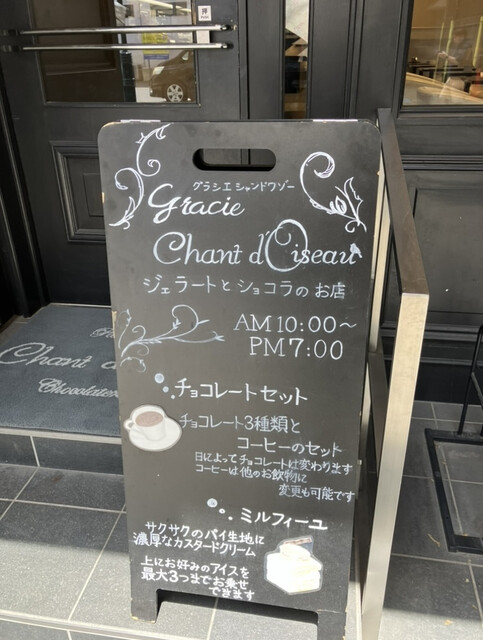 押
グラシエ シャンドワゾー
Gracie
Chant d'Oiseau
ジェラートとショコラのお店
AM 10:00〜
PM 7:00
チョコレートセット
チョコレート3種類と
コーヒーのセット
日によってチョコレートは変わります
コーヒーは他のお飲物に
変更も可能です
ミルフィーユ
サクサクのパイ生地に
濃厚なカスタードクリーム
上にお好みのアイスを
最大3つまでお乗せ
できます
Chant d
Chocolater